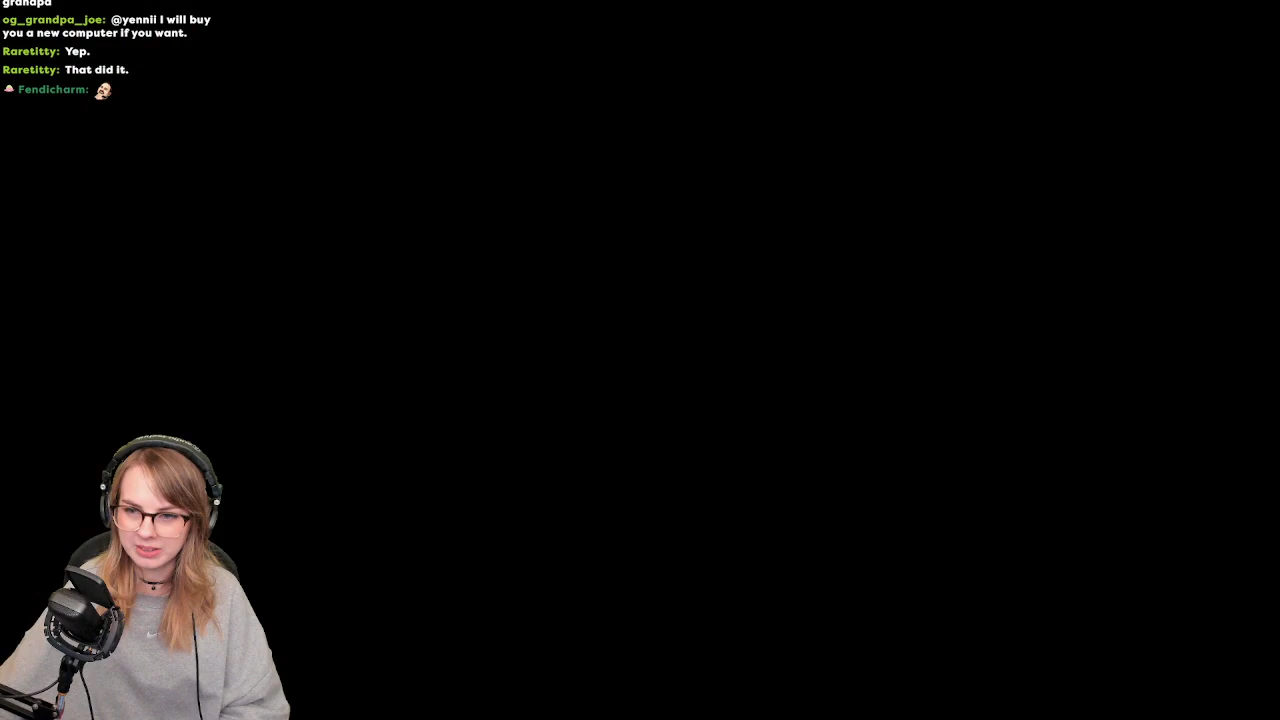 grandpa
og_grandpa_joe: @yennii I will buy
you a new computer if you want.
Raretitty: Yep.
Raretitty: That did it.
Fendicharm: